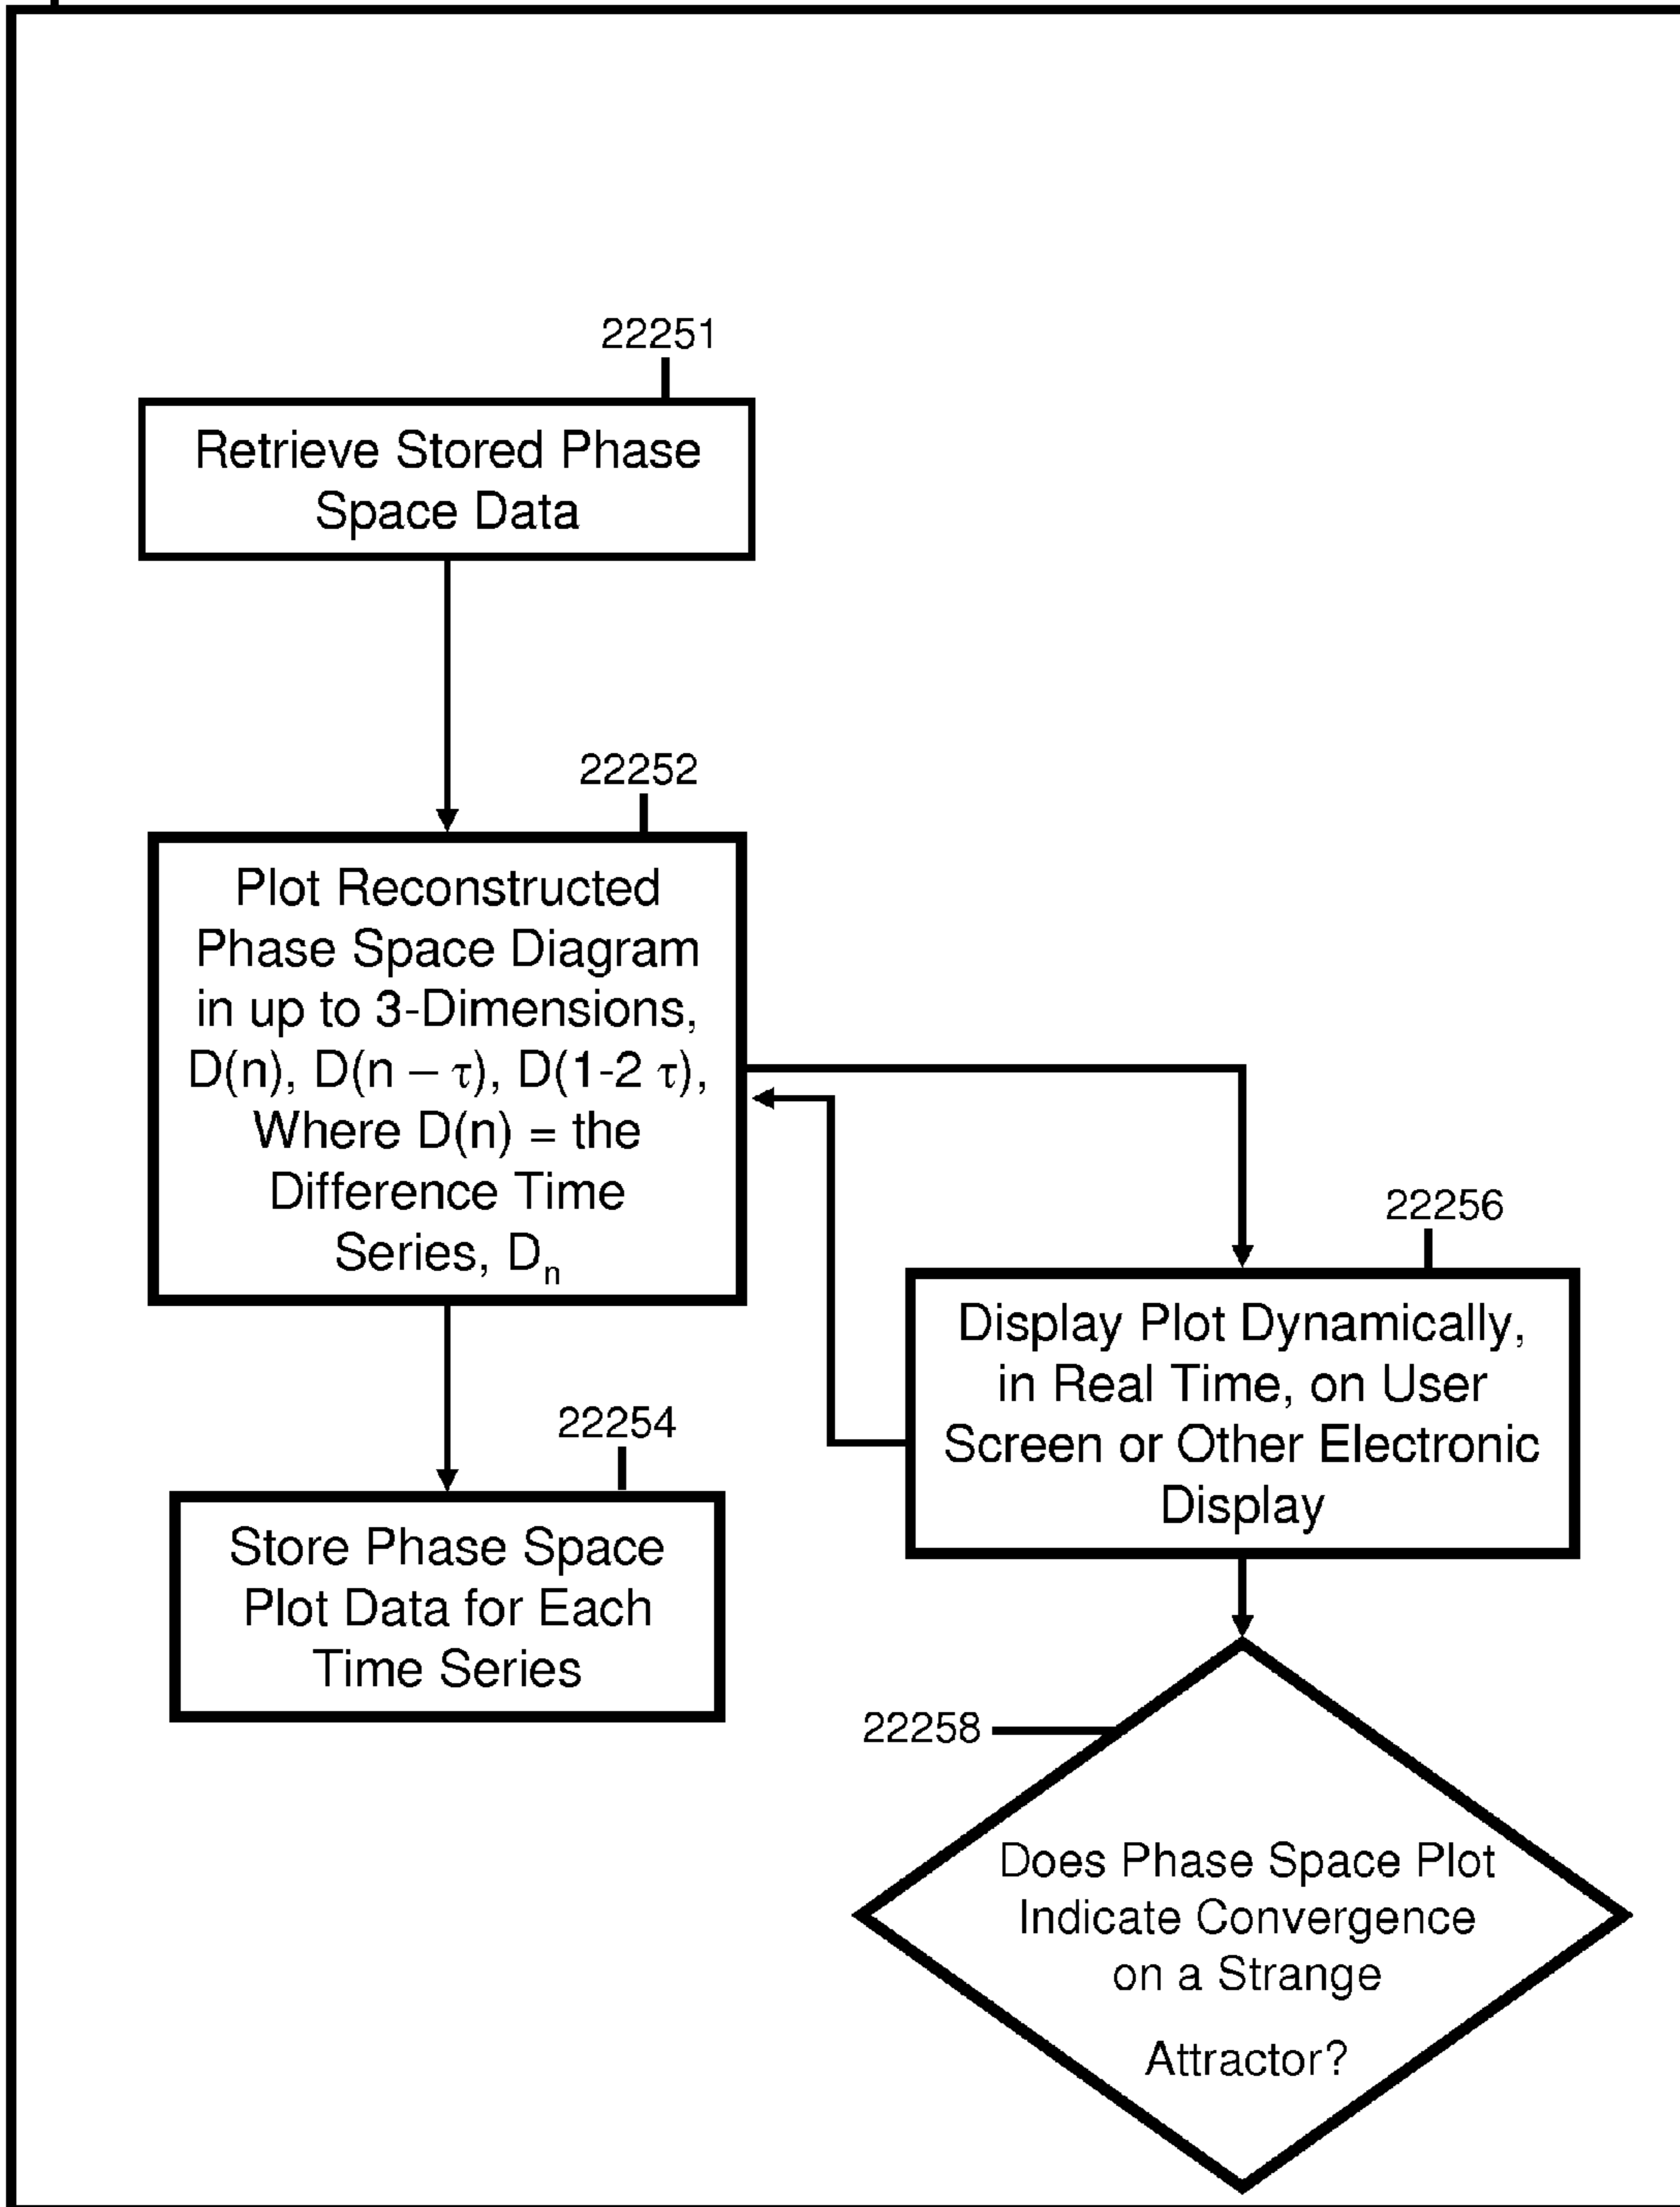 22251
Retrieve Stored Phase
Space Data
22252
Plot Reconstructed
Phase Space Diagram
in up to 3-Dimensions,
D(n), D(n – τ), D(1-2 τ),
Where D(n) = the
Difference Time
Series, Dn
22254
Store Phase Space
Plot Data for Each
Time Series
22256
Display Plot Dynamically,
in Real Time, on User
Screen or Other Electronic
Display
22258
Does Phase Space Plot
Indicate Convergence
on a Strange
Attractor?